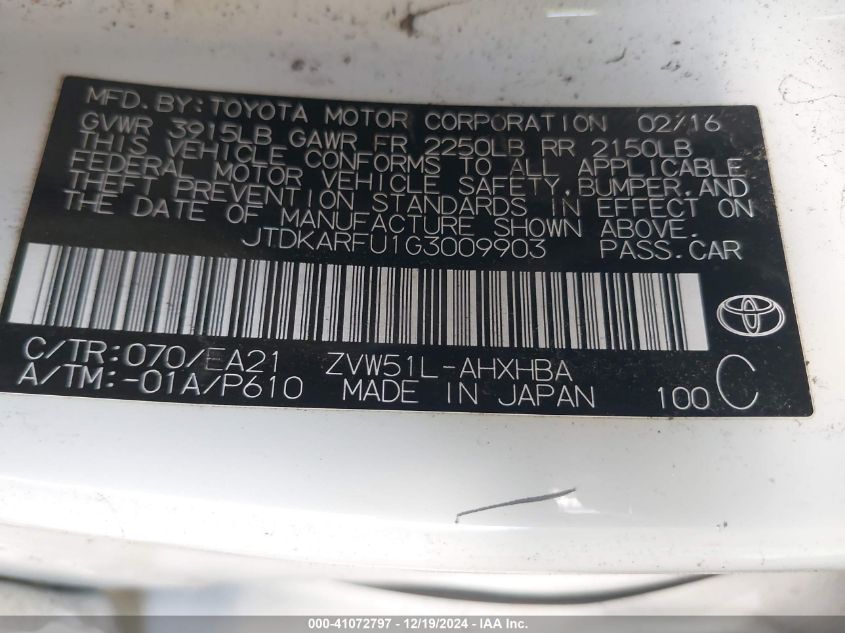 MFD.BY:TOYOTA MOTOR CORPORATION 02/16
GVWR 3915LB GAWR FR 2250LB RR 2150LB
THIS VEHICLE CONFORMS TO ALL APPLICABLE
FEDERAL MOTOR VEHICLE SAFETY,BUMPER,AND
THEFT PREVENTION STANDARDS IN EFFECT ON
THE DATE OF MANUFACTURE SHOWN ABOVE.
JTDKARFU1G3009903 PASS.CAR
C/TR:070/EA21 ZVW51L-AHXHBA
A/TM:-01A/P610 MADE IN JAPAN 100 C
000-41072797 - 12/19/2024 - IAA, Inc.